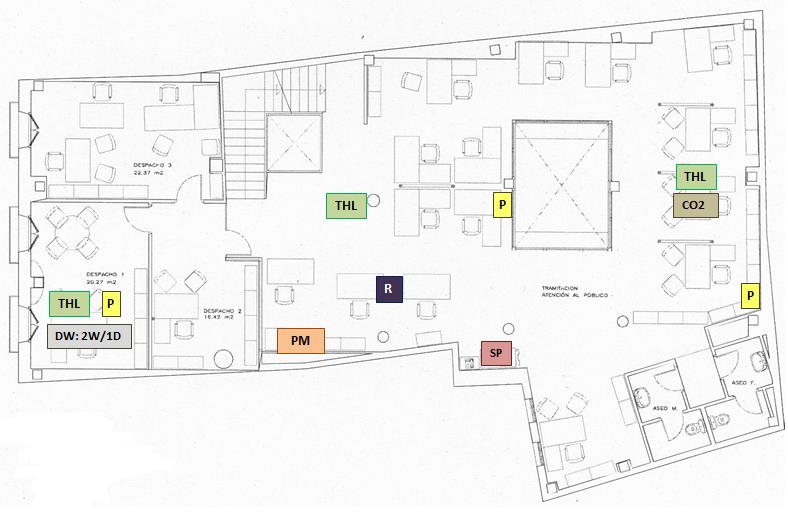 DESPACHO 3
22.37 m2
THL
THL
P
CO2
DESPACHO 1
20.27 m2
THL
P
DW: 2W/1D
DESPACHO 2
16.42 m2
R
TRAMITACION
ATENCIÓN AL PÚBLICO
P
PM
SP
ASEO M.
ASEO F.